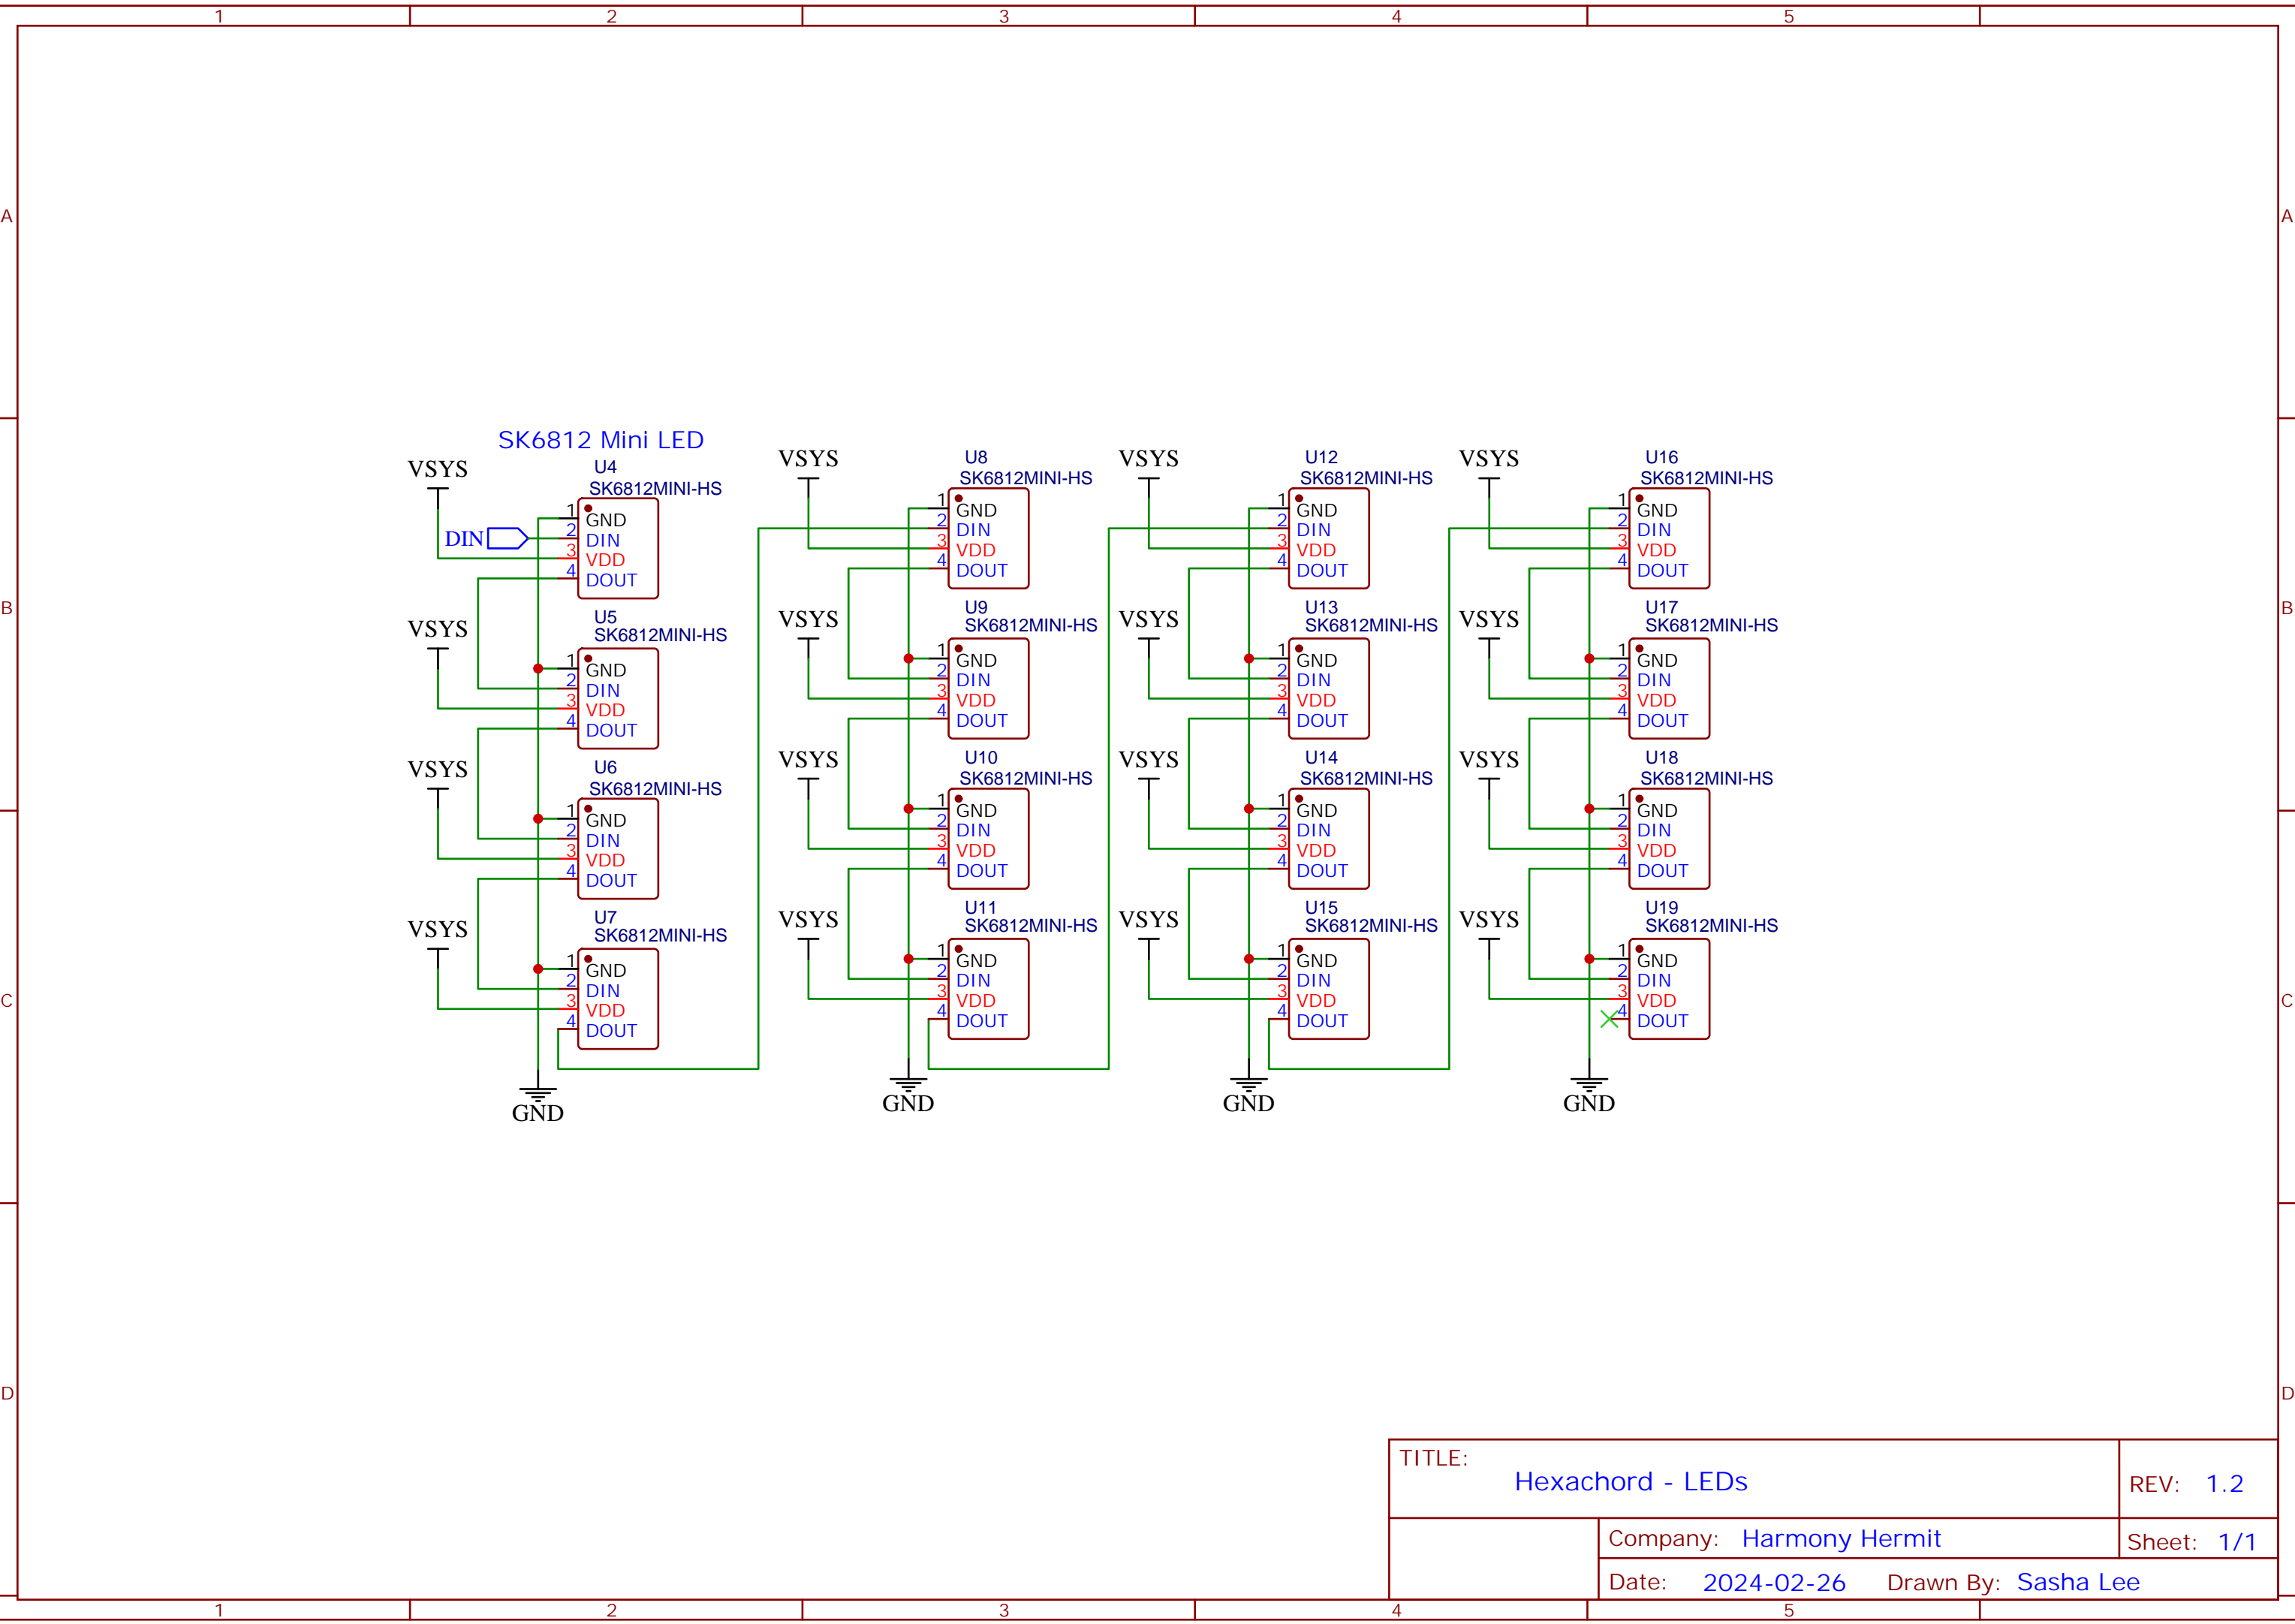 1 2 3 4 5
A A
B B
C C
D D
SK6812 Mini LED
VSYS
U4
SK6812MINI-HS
DIN
1 GND
2 DIN
3 VDD
4 DOUT
VSYS
U5
SK6812MINI-HS
1 GND
2 DIN
3 VDD
4 DOUT
VSYS
U6
SK6812MINI-HS
1 GND
2 DIN
3 VDD
4 DOUT
VSYS
U7
SK6812MINI-HS
1 GND
2 DIN
3 VDD
4 DOUT
GND
VSYS
U8
SK6812MINI-HS
1 GND
2 DIN
3 VDD
4 DOUT
VSYS
U9
SK6812MINI-HS
1 GND
2 DIN
3 VDD
4 DOUT
VSYS
U10
SK6812MINI-HS
1 GND
2 DIN
3 VDD
4 DOUT
VSYS
U11
SK6812MINI-HS
1 GND
2 DIN
3 VDD
4 DOUT
GND
VSYS
U12
SK6812MINI-HS
1 GND
2 DIN
3 VDD
4 DOUT
VSYS
U13
SK6812MINI-HS
1 GND
2 DIN
3 VDD
4 DOUT
VSYS
U14
SK6812MINI-HS
1 GND
2 DIN
3 VDD
4 DOUT
VSYS
U15
SK6812MINI-HS
1 GND
2 DIN
3 VDD
4 DOUT
GND
VSYS
U16
SK6812MINI-HS
1 GND
2 DIN
3 VDD
4 DOUT
VSYS
U17
SK6812MINI-HS
1 GND
2 DIN
3 VDD
4 DOUT
VSYS
U18
SK6812MINI-HS
1 GND
2 DIN
3 VDD
4 DOUT
VSYS
U19
SK6812MINI-HS
1 GND
2 DIN
3 VDD
4 DOUT
GND
TITLE:
Hexachord - LEDs
REV: 1.2
Company: Harmony Hermit
Sheet: 1/1
Date: 2024-02-26 Drawn By: Sasha Lee
1 2 3 4 5